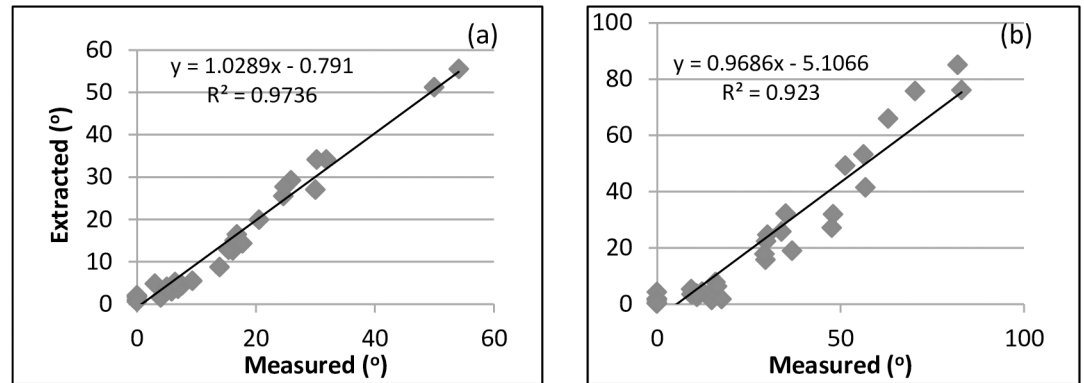 (a)
y = 1.0289x - 0.791
R² = 0.9736
60
50
40
30
20
10
0
0 20 40 60
Extracted (º)
Measured (º)
(b)
y = 0.9686x - 5.1066
R² = 0.923
100
80
60
40
20
0
0 50 100
Measured (º)